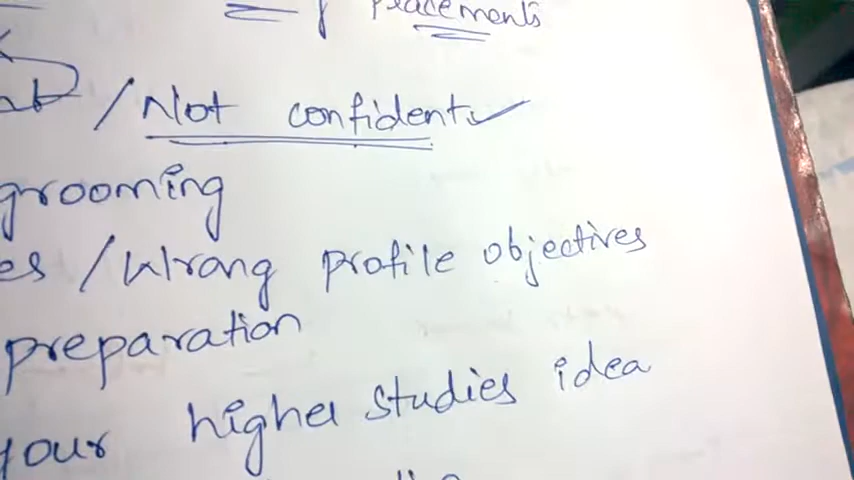 placements
/ Not confident
grooming
es / Wrong profile objectives
preparation
your higher studies idea